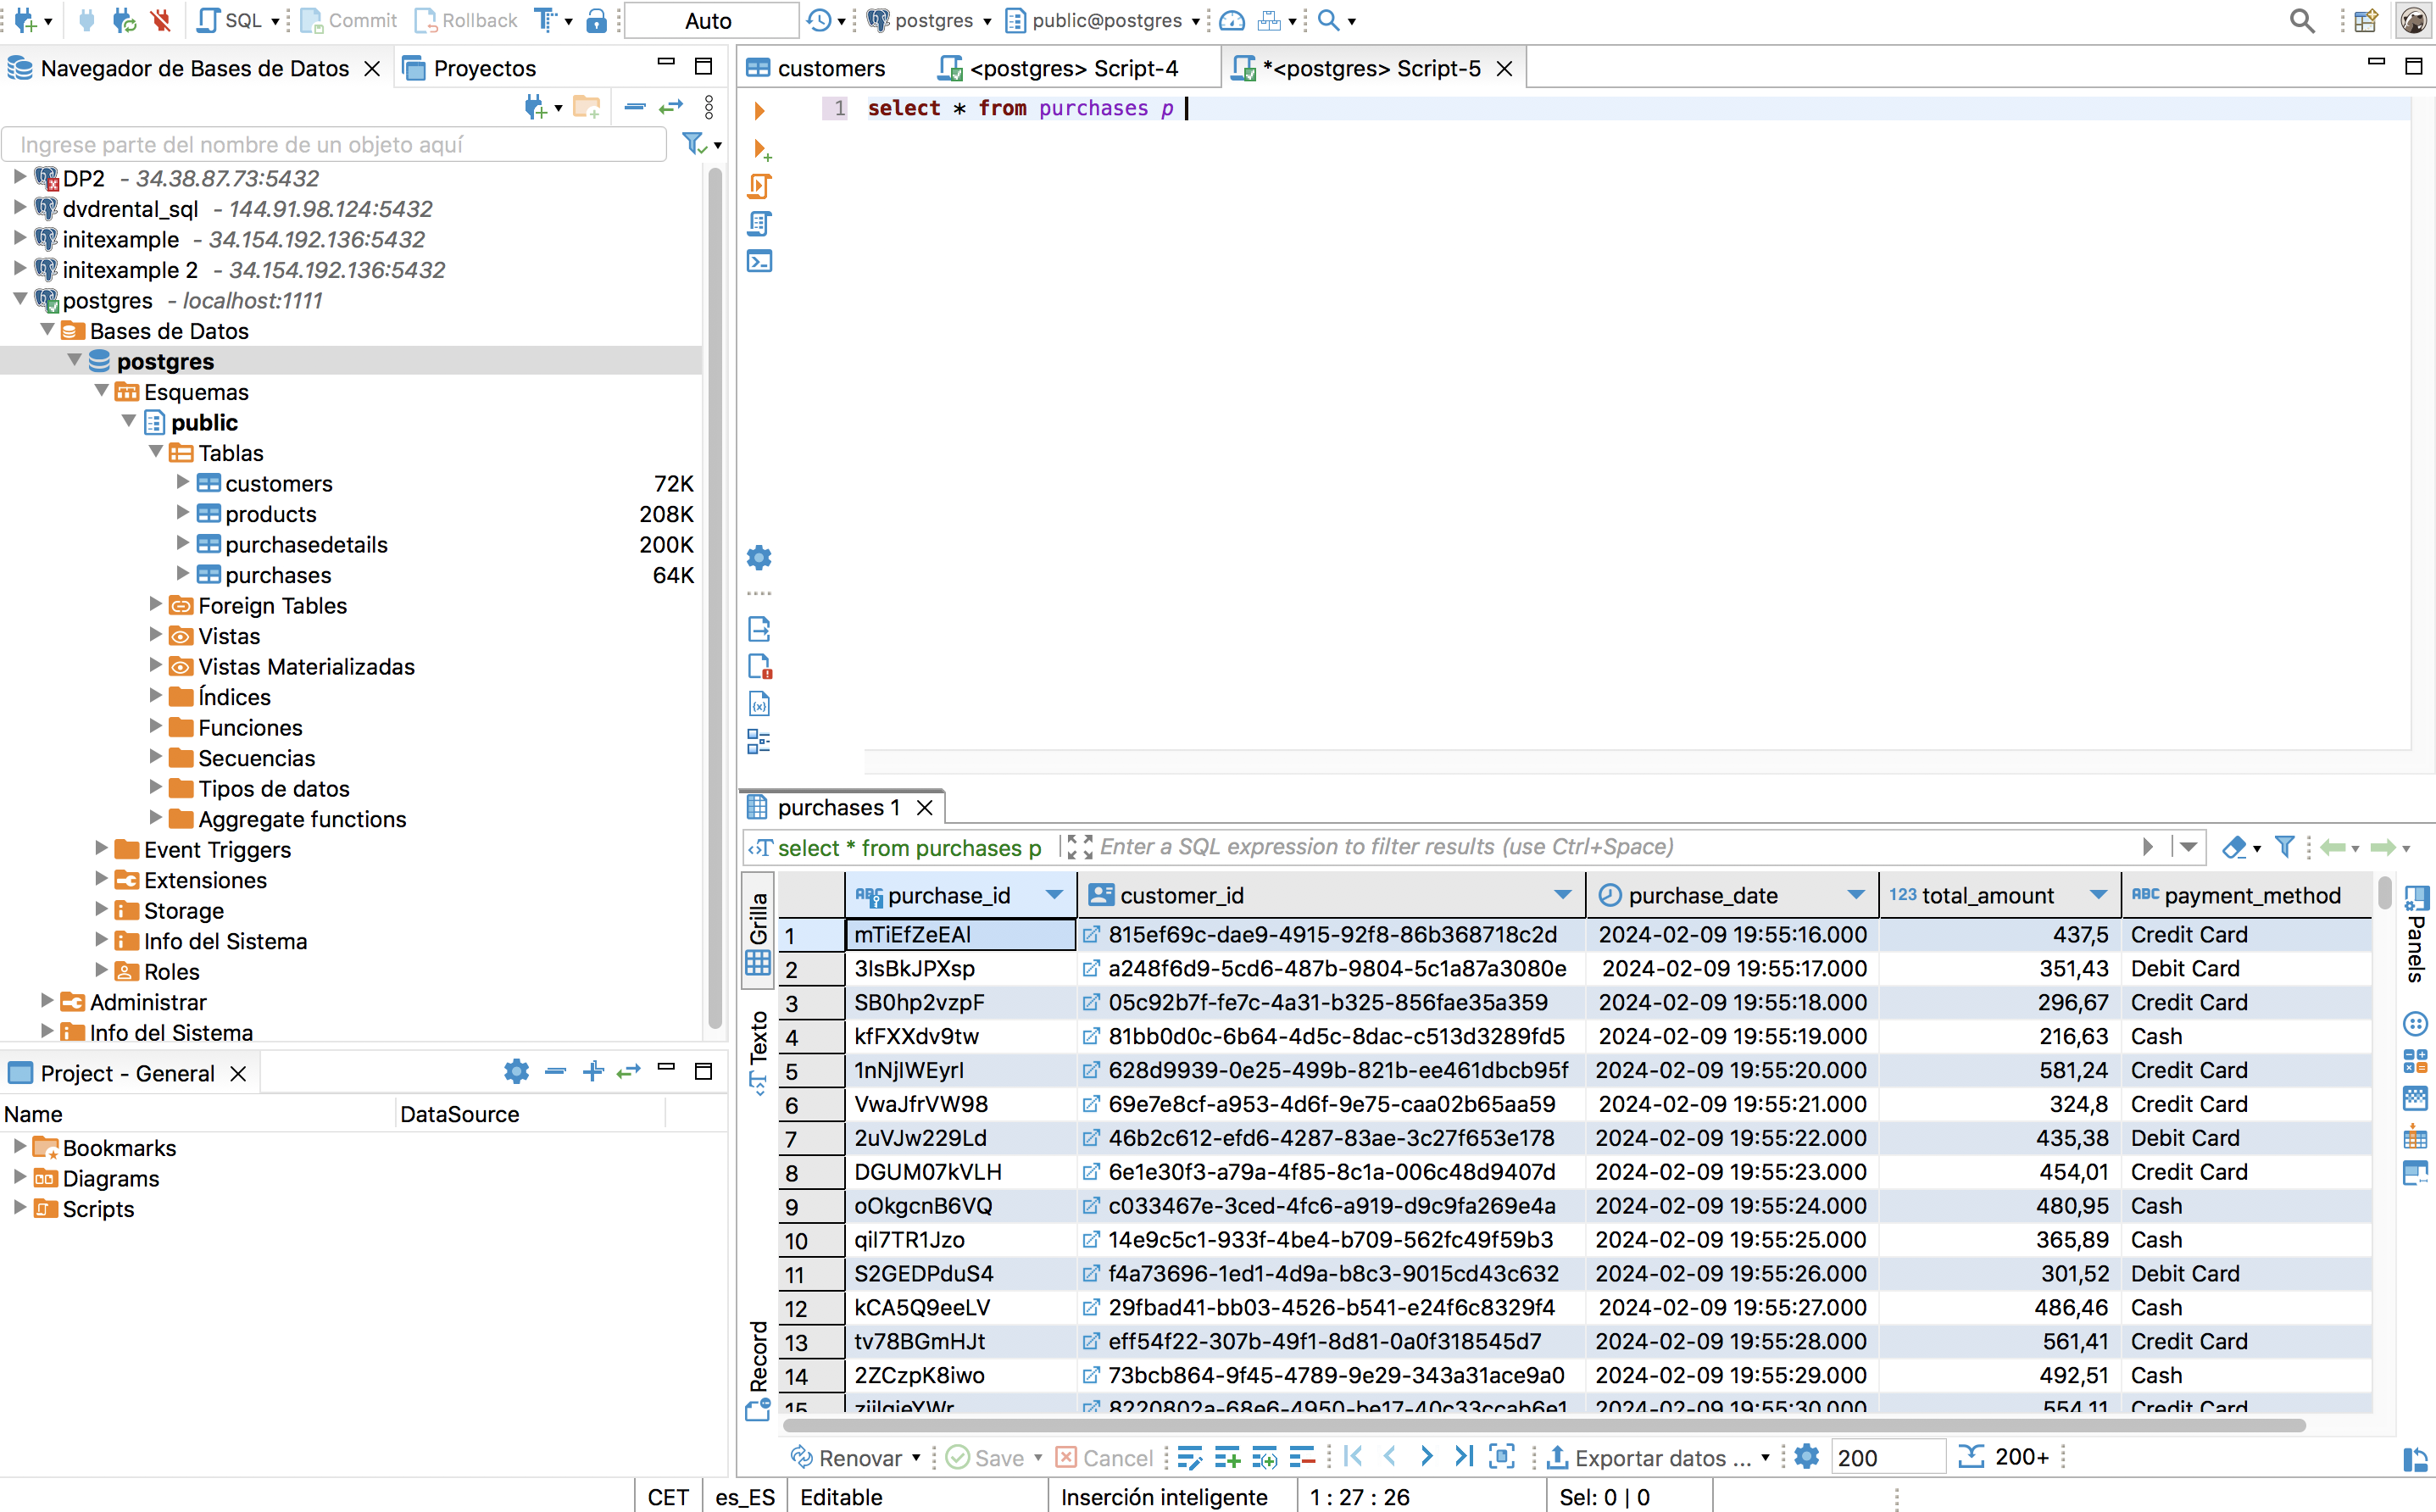 SQL Commit Rollback Auto postgres public@postgres
Navegador de Bases de Datos Proyectos
Ingrese parte del nombre de un objeto aquí
DP2 - 34.38.87.73:5432
dvdrental_sql - 144.91.98.124:5432
initexample - 34.154.192.136:5432
initexample 2 - 34.154.192.136:5432
postgres - localhost:1111
Bases de Datos
postgres
Esquemas
public
Tablas
customers 72K
products 208K
purchasedetails 200K
purchases 64K
Foreign Tables
Vistas
Vistas Materializadas
Índices
Funciones
Secuencias
Tipos de datos
Aggregate functions
Event Triggers
Extensiones
Storage
Info del Sistema
Roles
Administrar
Info del Sistema
Project - General
Name DataSource
Bookmarks
Diagrams
Scripts
customers <postgres> Script-4 *<postgres> Script-5
1 select * from purchases p
purchases 1
select * from purchases p Enter a SQL expression to filter results (use Ctrl+Space)
Grilla
Texto
Record
purchase_id customer_id purchase_date 123 total_amount ABC payment_method
1 mTiEfZeEAl 815ef69c-dae9-4915-92f8-86b368718c2d 2024-02-09 19:55:16.000 437,5 Credit Card
2 3IsBkJPXsp a248f6d9-5cd6-487b-9804-5c1a87a3080e 2024-02-09 19:55:17.000 351,43 Debit Card
3 SB0hp2vzpF 05c92b7f-fe7c-4a31-b325-856fae35a359 2024-02-09 19:55:18.000 296,67 Credit Card
4 kfFXXdv9tw 81bb0d0c-6b64-4d5c-8dac-c513d3289fd5 2024-02-09 19:55:19.000 216,63 Cash
5 1nNjIWEyrI 628d9939-0e25-499b-821b-ee461dbcb95f 2024-02-09 19:55:20.000 581,24 Credit Card
6 VwaJfrVW98 69e7e8cf-a953-4d6f-9e75-caa02b65aa59 2024-02-09 19:55:21.000 324,8 Credit Card
7 2uVJw229Ld 46b2c612-efd6-4287-83ae-3c27f653e178 2024-02-09 19:55:22.000 435,38 Debit Card
8 DGUM07kVLH 6e1e30f3-a79a-4f85-8c1a-006c48d9407d 2024-02-09 19:55:23.000 454,01 Credit Card
9 oOkgcnB6VQ c033467e-3ced-4fc6-a919-d9c9fa269e4a 2024-02-09 19:55:24.000 480,95 Cash
10 qiI7TR1Jzo 14e9c5c1-933f-4be4-b709-562fc49f59b3 2024-02-09 19:55:25.000 365,89 Cash
11 S2GEDPduS4 f4a73696-1ed1-4d9a-b8c3-9015cd43c632 2024-02-09 19:55:26.000 301,52 Debit Card
12 kCA5Q9eeLV 29fbad41-bb03-4526-b541-e24f6c8329f4 2024-02-09 19:55:27.000 486,46 Cash
13 tv78BGmHJt eff54f22-307b-49f1-8d81-0a0f318545d7 2024-02-09 19:55:28.000 561,41 Credit Card
14 2ZCzpK8iwo 73bcb864-9f45-4789-9e29-343a31ace9a0 2024-02-09 19:55:29.000 492,51 Cash
15 8220802a-68e6-4950-be17-40c33ccab6e1 2024-02-09 19:55:30.000 554,11 Credit Card
Panels
Renovar Save Cancel Exportar datos ... 200 200+
CET es_ES Editable Inserción inteligente 1 : 27 : 26 Sel: 0 | 0